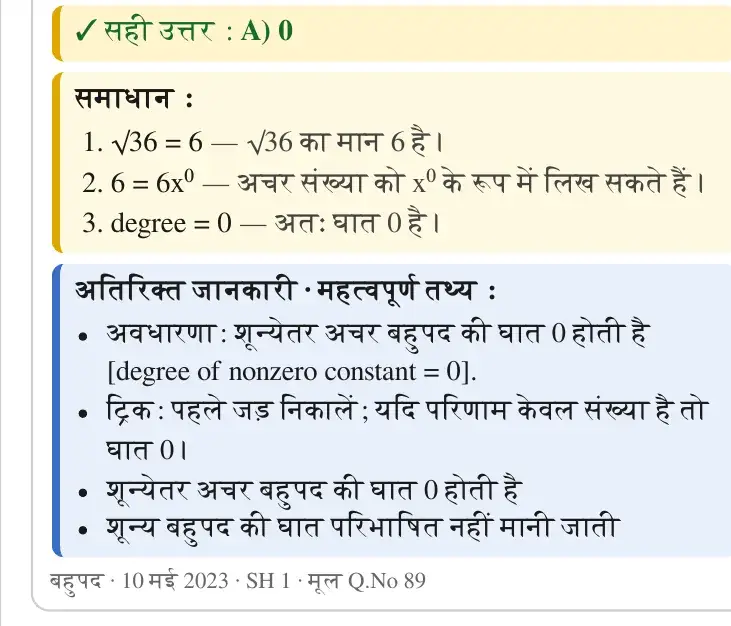 ✓ सही उत्तर : A) 0
समाधान :
1. √36 = 6 — √36 का मान 6 है।
2. 6 = 6x⁰ — अचर संख्या को x⁰ के रूप में लिख सकते हैं।
3. degree = 0 — अतः घात 0 है।
अतिरिक्त जानकारी · महत्वपूर्ण तथ्य :
• अवधारणा : शून्येतर अचर बहुपद की घात 0 होती है
[degree of nonzero constant = 0].
• ट्रिक : पहले जड़ निकालें ; यदि परिणाम केवल संख्या है तो
घात 0।
• शून्येतर अचर बहुपद की घात 0 होती है
• शून्य बहुपद की घात परिभाषित नहीं मानी जाती
बहुपद · 10 मई 2023 · SH 1 · मूल Q.No 89